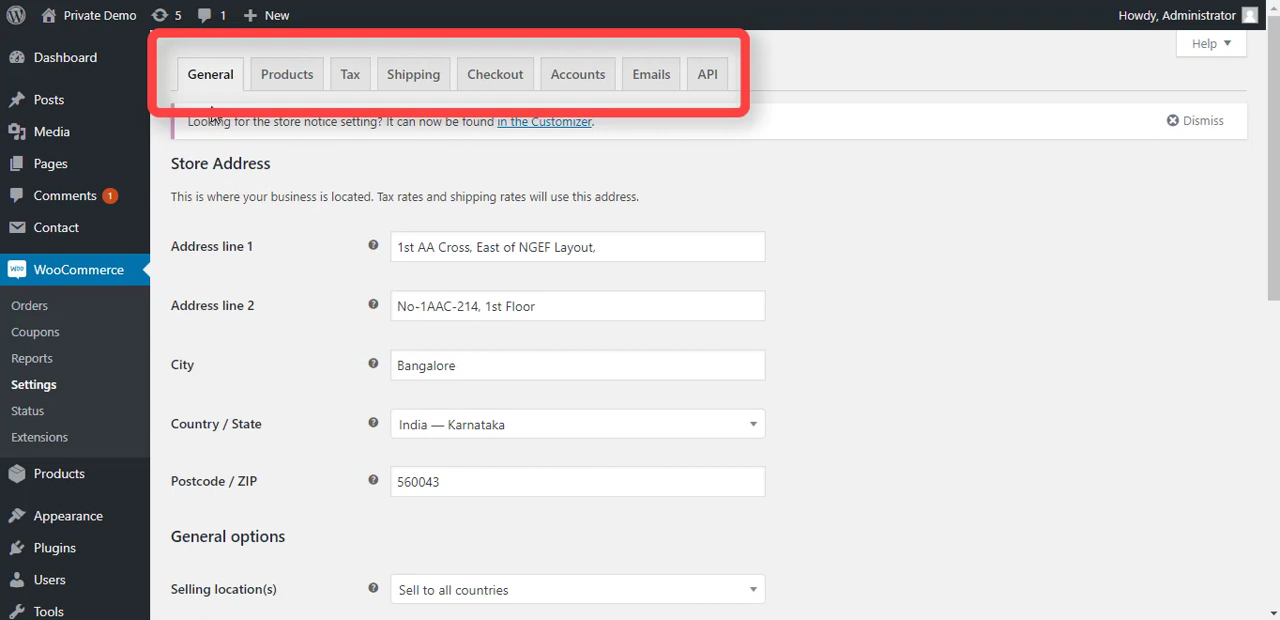 Private Demo 5 1 New
Howdy, Administrator
Help
Dashboard
Posts
Media
Pages
Comments 1
Contact
WooCommerce
Orders
Coupons
Reports
Settings
Status
Extensions
Products
Appearance
Plugins
Users
Tools
General Products Tax Shipping Checkout Accounts Emails API
Looking for the store notice setting? It can now be found in the Customizer.
Dismiss
Store Address
This is where your business is located. Tax rates and shipping rates will use this address.
Address line 1
1st AA Cross, East of NGEF Layout,
Address line 2
No-1AAC-214, 1st Floor
City
Bangalore
Country / State
India — Karnataka
Postcode / ZIP
560043
General options
Selling location(s)
Sell to all countries